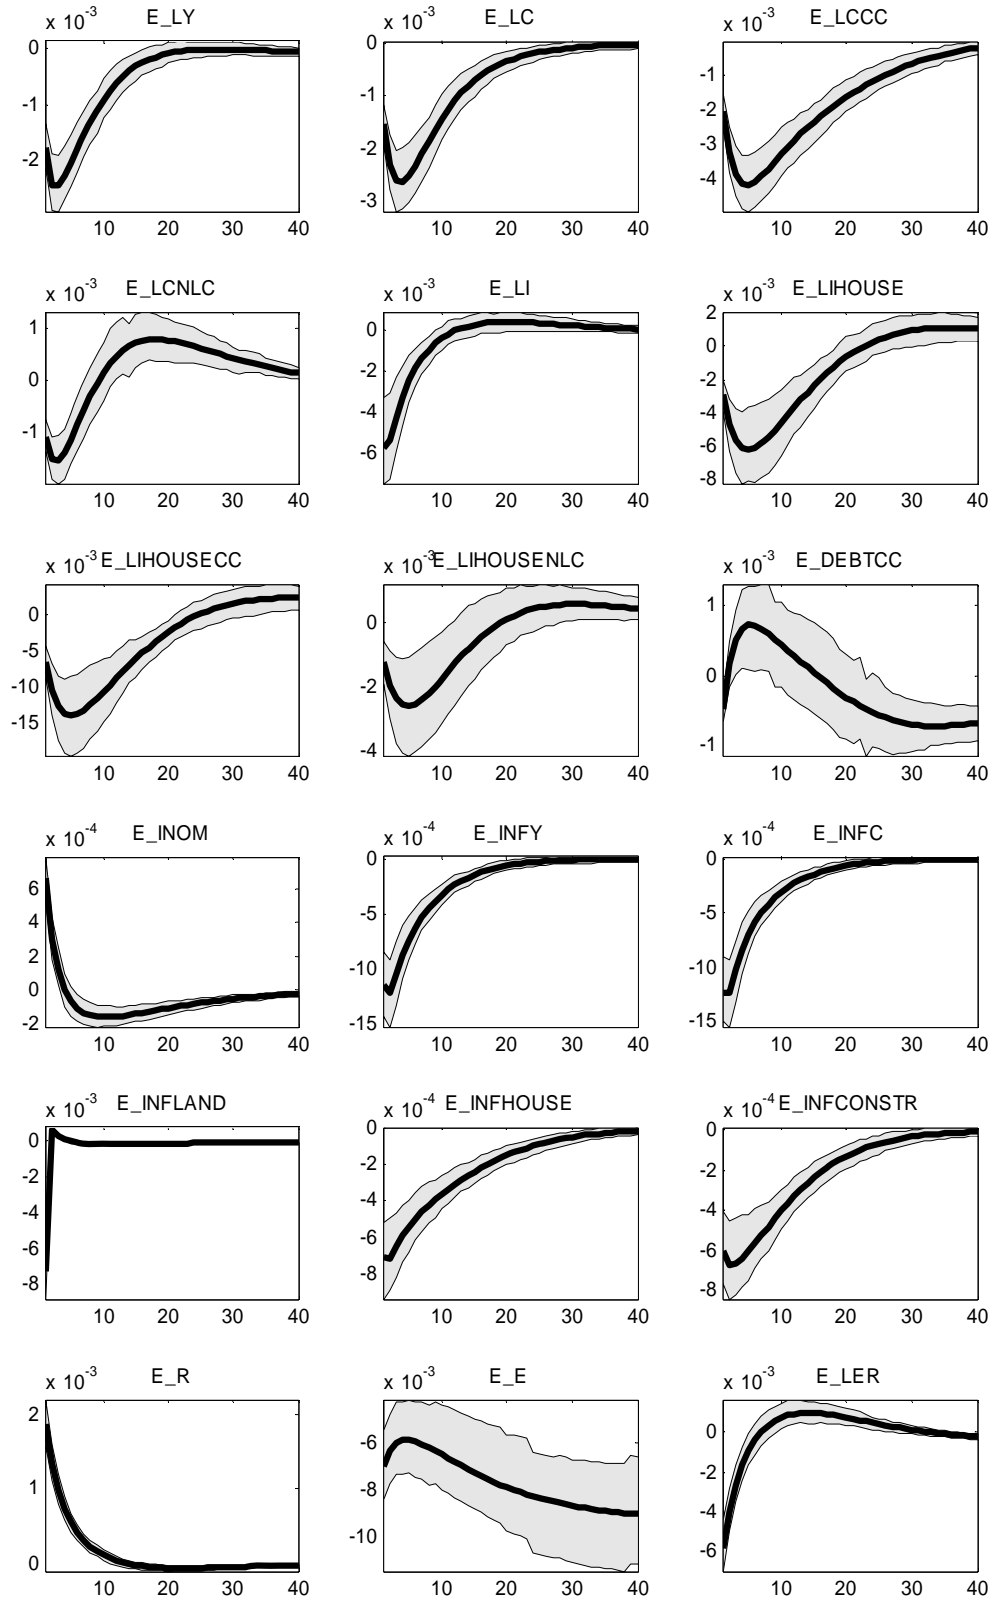 x 10-3 E_LY
0
-1
-2
10 20 30 40
E_LC x 10-3
0
-1
-2
-3
10 20 30 40
x 10-3 E_LCCC
-1
-2
-3
-4
10 20 30 40
x 10-3 E_LCNLC
1
0
-1
10 20 30 40
x 10-3 E_LI
0
-2
-4
-6
10 20 30 40
x 10-3 E_LIHOUSE
2
0
-2
-4
-6
-8
10 20 30 40
x 10-3 E_LIHOUSECC
0
-5
-10
-15
10 20 30 40
x 10-3 E_LIHOUSENLC
0
-2
-4
10 20 30 40
x 10-3 E_DEBTCC
1
0
-1
10 20 30 40
x 10-4 E_INOM
6
4
2
0
-2
10 20 30 40
x 10-4 E_INFY
0
-5
-10
-15
10 20 30 40
x 10-4 E_INFC
0
-5
-10
-15
10 20 30 40
x 10-3 E_INFLAND
0
-2
-4
-6
-8
10 20 30 40
x 10-4 E_INFHOUSE
0
-2
-4
-6
-8
10 20 30 40
x 10-4 E_INFCONSTR
0
-2
-4
-6
-8
10 20 30 40
x 10-3 E_R
2
1
0
10 20 30 40
x 10-3 E_E
-6
-8
-10
10 20 30 40
x 10-3 E_LER
0
-2
-4
-6
10 20 30 40